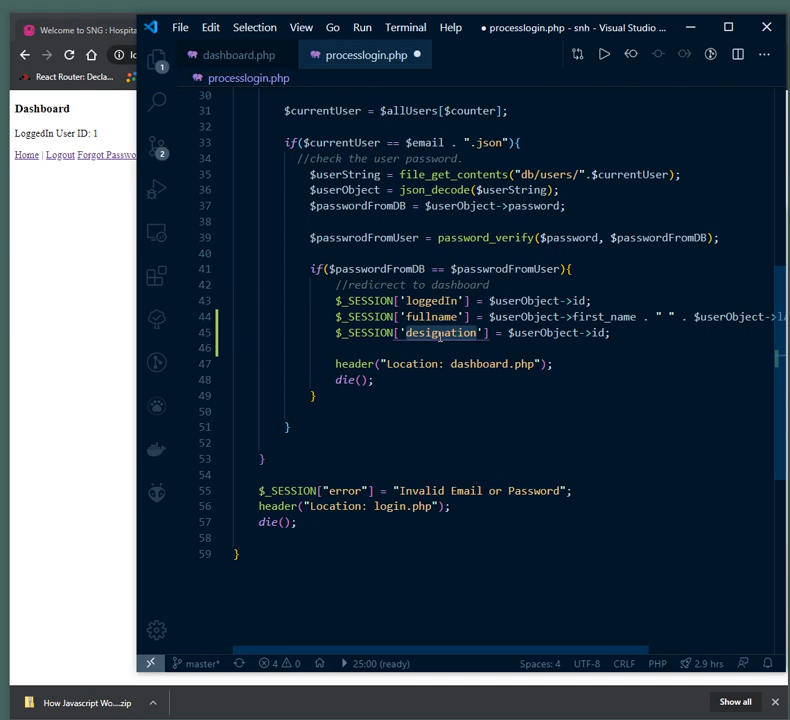 Welcome to SNG : Hospita
File Edit Selection View Go Run Terminal Help ● processlogin.php - snh - Visual Studio ...
dashboard.php processlogin.php
processlogin.php
React Router: Decla...
Dashboard
LoggedIn User ID: 1
Home | Logout Forgot Passwo
30
31 $currentUser = $allUsers[$counter];
32
33 if($currentUser == $email . ".json"){
34 //check the user password.
35 $userString = file_get_contents("db/users/".$currentUser);
36 $userObject = json_decode($userString);
37 $passwordFromDB = $userObject->password;
38
39 $passwrodFromUser = password_verify($password, $passwordFromDB);
40
41 if($passwordFromDB == $passwrodFromUser){
42 //redicrect to dashboard
43 $_SESSION['loggedIn'] = $userObject->id;
44 $_SESSION['fullname'] = $userObject->first_name . " " . $userObject->la
45 $_SESSION['designation'] = $userObject->id;
46
47 header("Location: dashboard.php");
48 die();
49 }
50
51 }
52
53 }
54
55 $_SESSION["error"] = "Invalid Email or Password";
56 header("Location: login.php");
57 die();
58
59 }
1
2
master* 4 0 25:00 (ready) Spaces: 4 UTF-8 CRLF PHP 2.9 hrs
How Javascript Wo....zip Show all